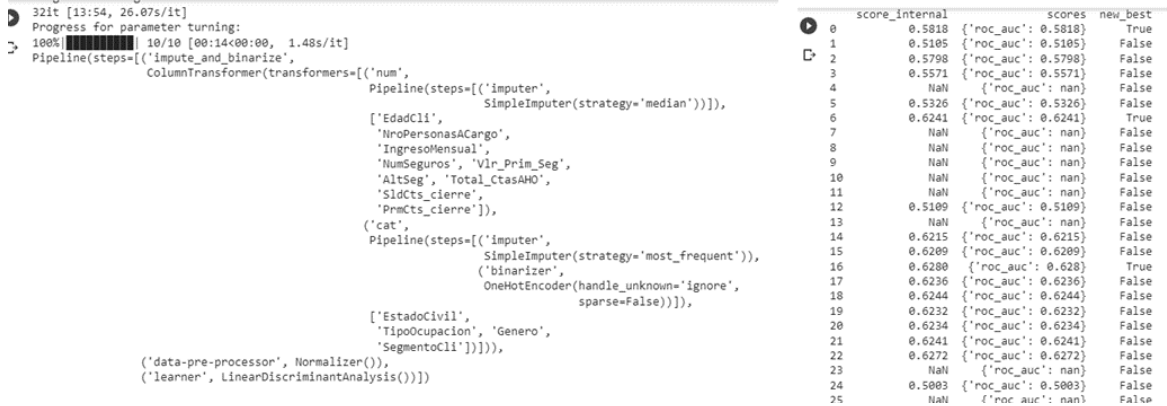 32it [13:54, 26.07s/it]
Progress for parameter turning:
100%|██████████| 10/10 [00:14<00:00, 1.48s/it]
Pipeline(steps=[('impute_and_binarize',
ColumnTransformer(transformers=[('num',
Pipeline(steps=[('imputer',
SimpleImputer(strategy='median'))]),
['EdadCli',
'NroPersonasACargo',
'IngresoMensual',
'NumSeguros', 'Vlr_Prim_Seg',
'AltSeg', 'Total_CtasAHO',
'SldCts_cierre',
'PrmCts_cierre']),
('cat',
Pipeline(steps=[('imputer',
SimpleImputer(strategy='most_frequent')),
('binarizer',
OneHotEncoder(handle_unknown='ignore',
sparse=False))]),
['EstadoCivil',
'TipoOcupacion', 'Genero',
'SegmentoCli'])])),
('data-pre-processor', Normalizer()),
('learner', LinearDiscriminantAnalysis())])
score_internal scores new_best
0 0.5818 {'roc_auc': 0.5818} True
1 0.5105 {'roc_auc': 0.5105} False
2 0.5798 {'roc_auc': 0.5798} False
3 0.5571 {'roc_auc': 0.5571} False
4 NaN {'roc_auc': nan} False
5 0.5326 {'roc_auc': 0.5326} False
6 0.6241 {'roc_auc': 0.6241} True
7 NaN {'roc_auc': nan} False
8 NaN {'roc_auc': nan} False
9 NaN {'roc_auc': nan} False
10 NaN {'roc_auc': nan} False
11 NaN {'roc_auc': nan} False
12 0.5109 {'roc_auc': 0.5109} False
13 NaN {'roc_auc': nan} False
14 0.6215 {'roc_auc': 0.6215} False
15 0.6209 {'roc_auc': 0.6209} False
16 0.6280 {'roc_auc': 0.628} True
17 0.6236 {'roc_auc': 0.6236} False
18 0.6244 {'roc_auc': 0.6244} False
19 0.6232 {'roc_auc': 0.6232} False
20 0.6234 {'roc_auc': 0.6234} False
21 0.6241 {'roc_auc': 0.6241} False
22 0.6272 {'roc_auc': 0.6272} False
23 NaN {'roc_auc': nan} False
24 0.5003 {'roc_auc': 0.5003} False
25 NaN {'roc_auc': nan} False